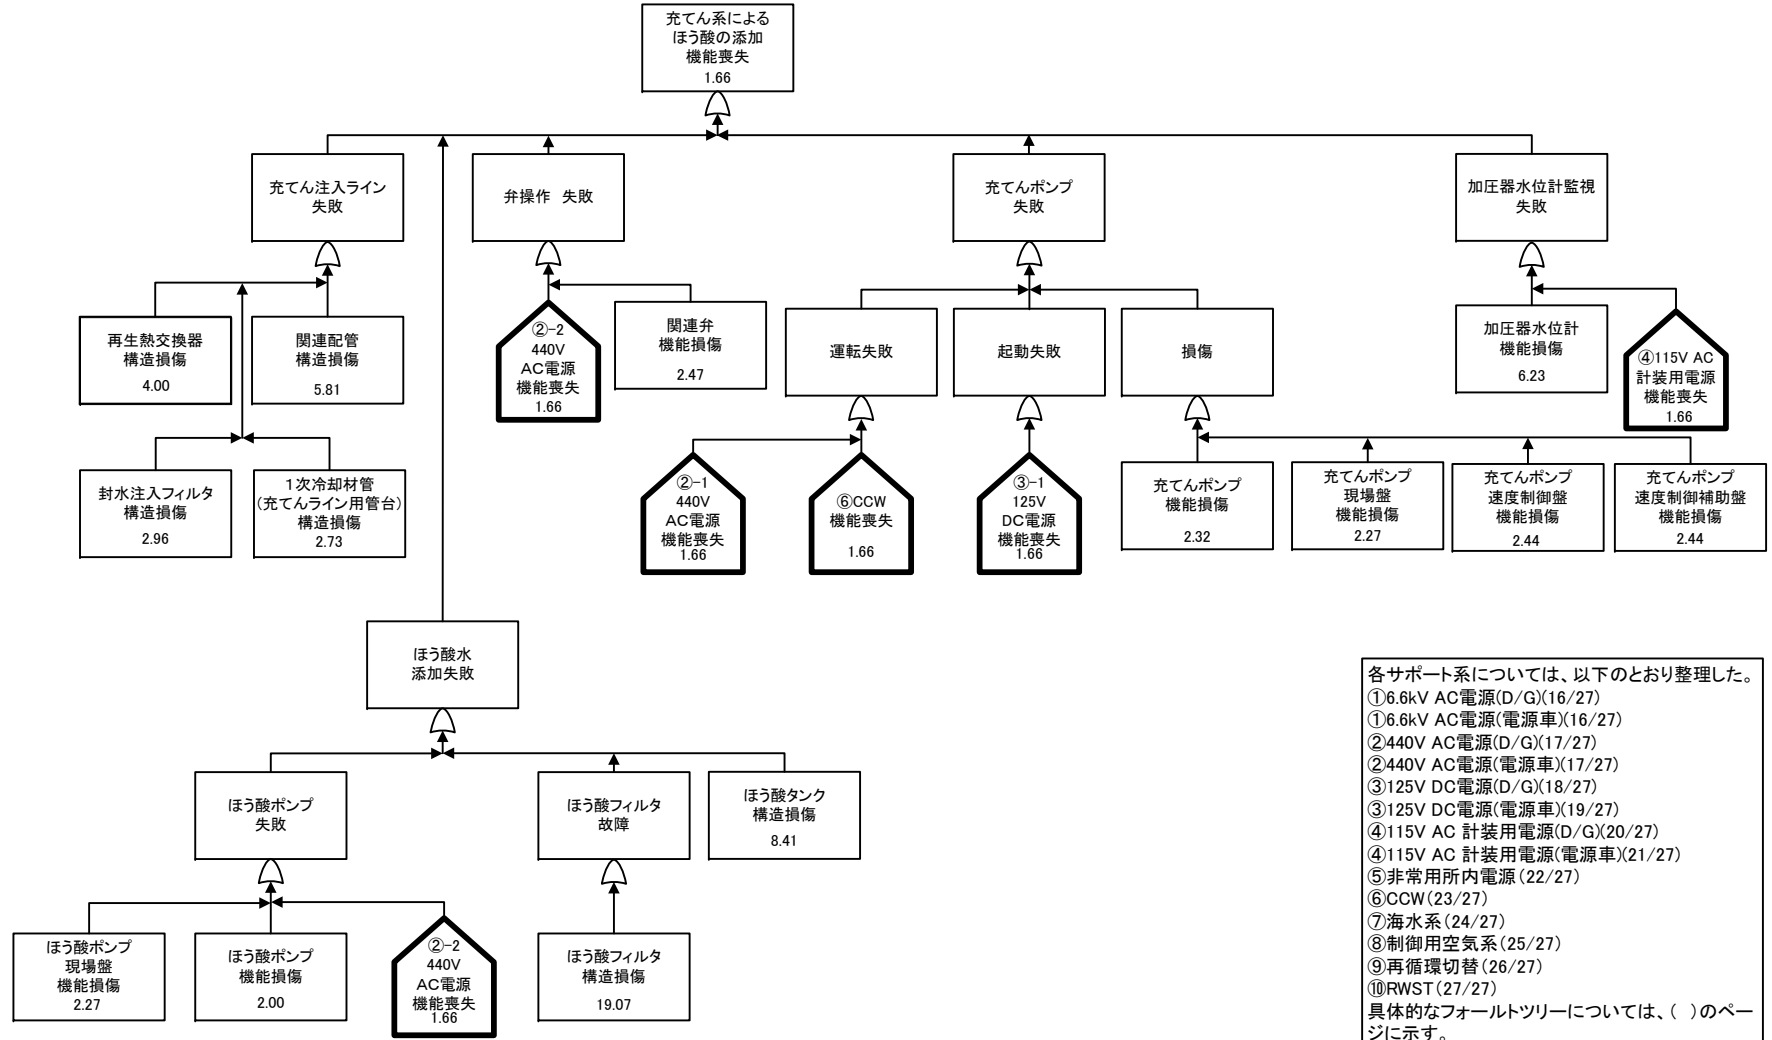 充てん系による
ほう酸の添加
機能喪失
1.66
充てん注入ライン
失敗
弁操作 失敗
充てんポンプ
失敗
加圧器水位計監視
失敗
再生熱交換器
構造損傷
4.00
関連配管
構造損傷
5.81
②-2
440V
AC電源
機能喪失
1.66
関連弁
機能損傷
2.47
運転失敗
起動失敗
損傷
加圧器水位計
機能損傷
6.23
④115V AC
計装用電源
機能喪失
1.66
封水注入フィルタ
構造損傷
2.96
1次冷却材管
(充てんライン用管台)
構造損傷
2.73
②-1
440V
AC電源
機能喪失
1.66
⑥CCW
機能喪失
1.66
③-1
125V
DC電源
機能喪失
1.66
充てんポンプ
機能損傷
2.32
充てんポンプ
現場盤
機能損傷
2.27
充てんポンプ
速度制御盤
機能損傷
2.44
充てんポンプ
速度制御補助盤
機能損傷
2.44
ほう酸水
添加失敗
ほう酸ポンプ
失敗
ほう酸フィルタ
故障
ほう酸タンク
構造損傷
8.41
ほう酸ポンプ
現場盤
機能損傷
2.27
ほう酸ポンプ
機能損傷
2.00
②-2
440V
AC電源
機能喪失
1.66
ほう酸フィルタ
構造損傷
19.07
各サポート系については、以下のとおり整理した。
①6.6kV AC電源(D/G)(16/27)
①6.6kV AC電源(電源車)(16/27)
②440V AC電源(D/G)(17/27)
②440V AC電源(電源車)(17/27)
③125V DC電源(D/G)(18/27)
③125V DC電源(電源車)(19/27)
④115V AC 計装用電源(D/G)(20/27)
④115V AC 計装用電源(電源車)(21/27)
⑤非常用所内電源(22/27)
⑥CCW(23/27)
⑦海水系(24/27)
⑧制御用空気系(25/27)
⑨再循環切替(26/27)
⑩RWST(27/27)
具体的なフォールトツリーについては、( )のペー
ジに示す。